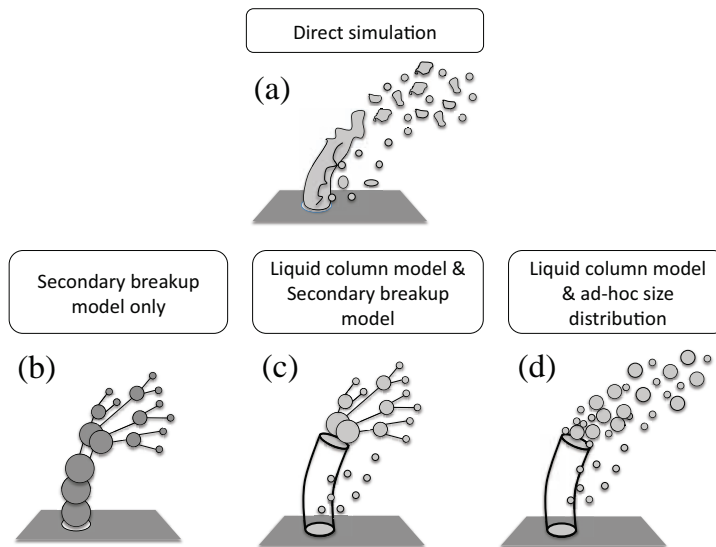 Direct simulation
(a)
Secondary breakup
model only
Liquid column model &
Secondary breakup
model
Liquid column model
& ad-hoc size
distribution
(b)
(c)
(d)